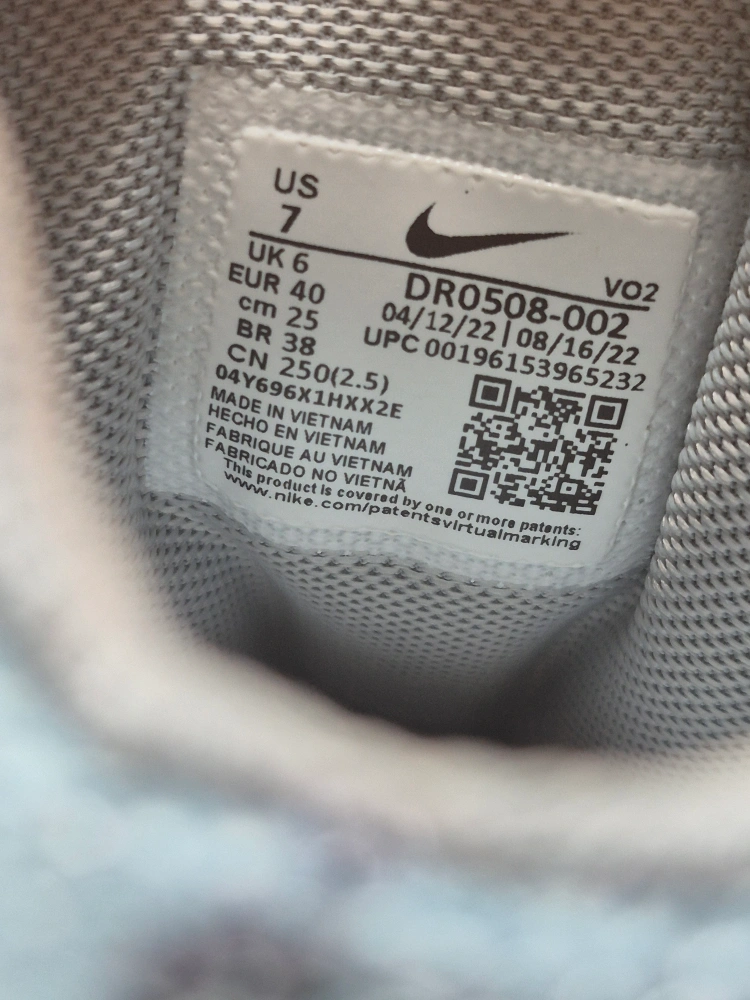 US
7
UK 6
EUR 40
cm 25
BR 38
CN 250(2.5)
VO2
DR0508-002
04/12/22 | 08/16/22
UPC 00196153965232
04Y696X1HXX2E
MADE IN VIETNAM
HECHO EN VIETNAM
FABRIQUE AU VIETNAM
FABRICADO NO VIETNÃ
This product is covered by one or more patents:
www.nike.com/patentsvirtualmarking